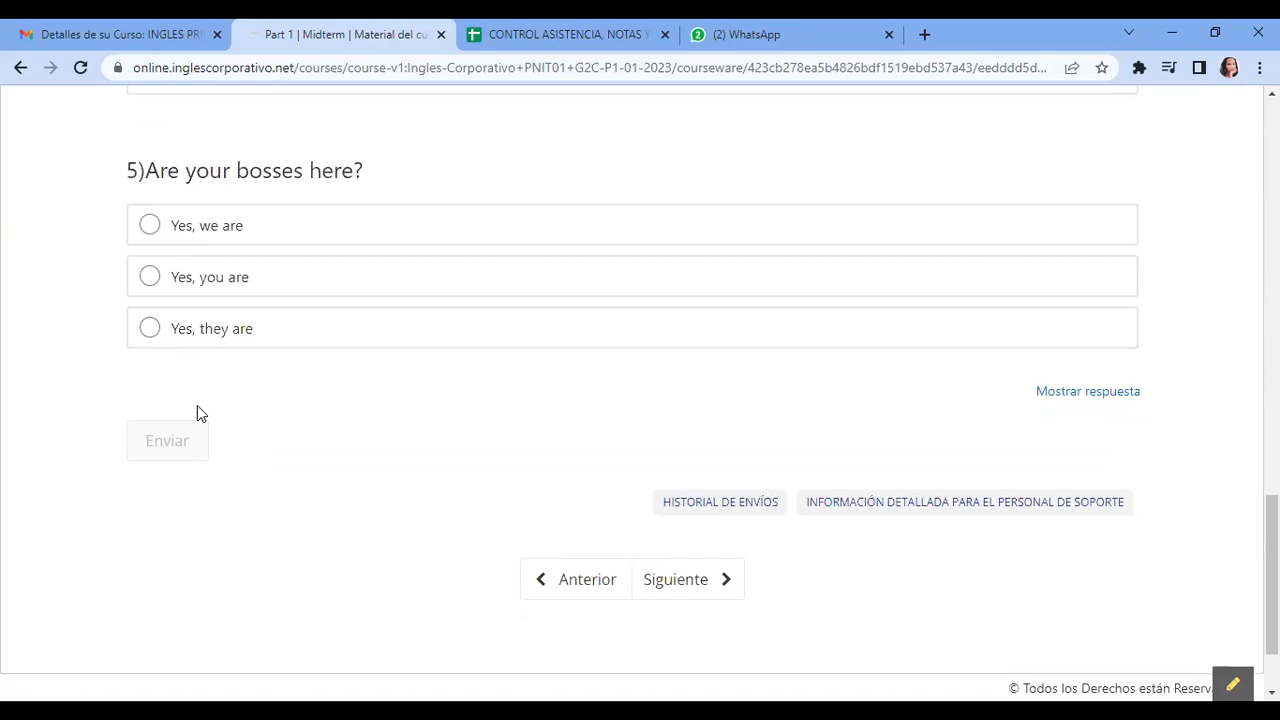 Detalles de su Curso: INGLES PRI
Part 1 | Midterm | Material del cu
CONTROL ASISTENCIA, NOTAS Y
(2) WhatsApp
online.inglescorporativo.net/courses/course-v1:Ingles-Corporativo+PNIT01+G2C-P1-01-2023/courseware/423cb278ea5b4826bdf1519ebd537a43/eedddd5d...
5)Are your bosses here?
Yes, we are
Yes, you are
Yes, they are
Mostrar respuesta
Enviar
HISTORIAL DE ENVÍOS
INFORMACIÓN DETALLADA PARA EL PERSONAL DE SOPORTE
Anterior
Siguiente
© Todos los Derechos están Reserva